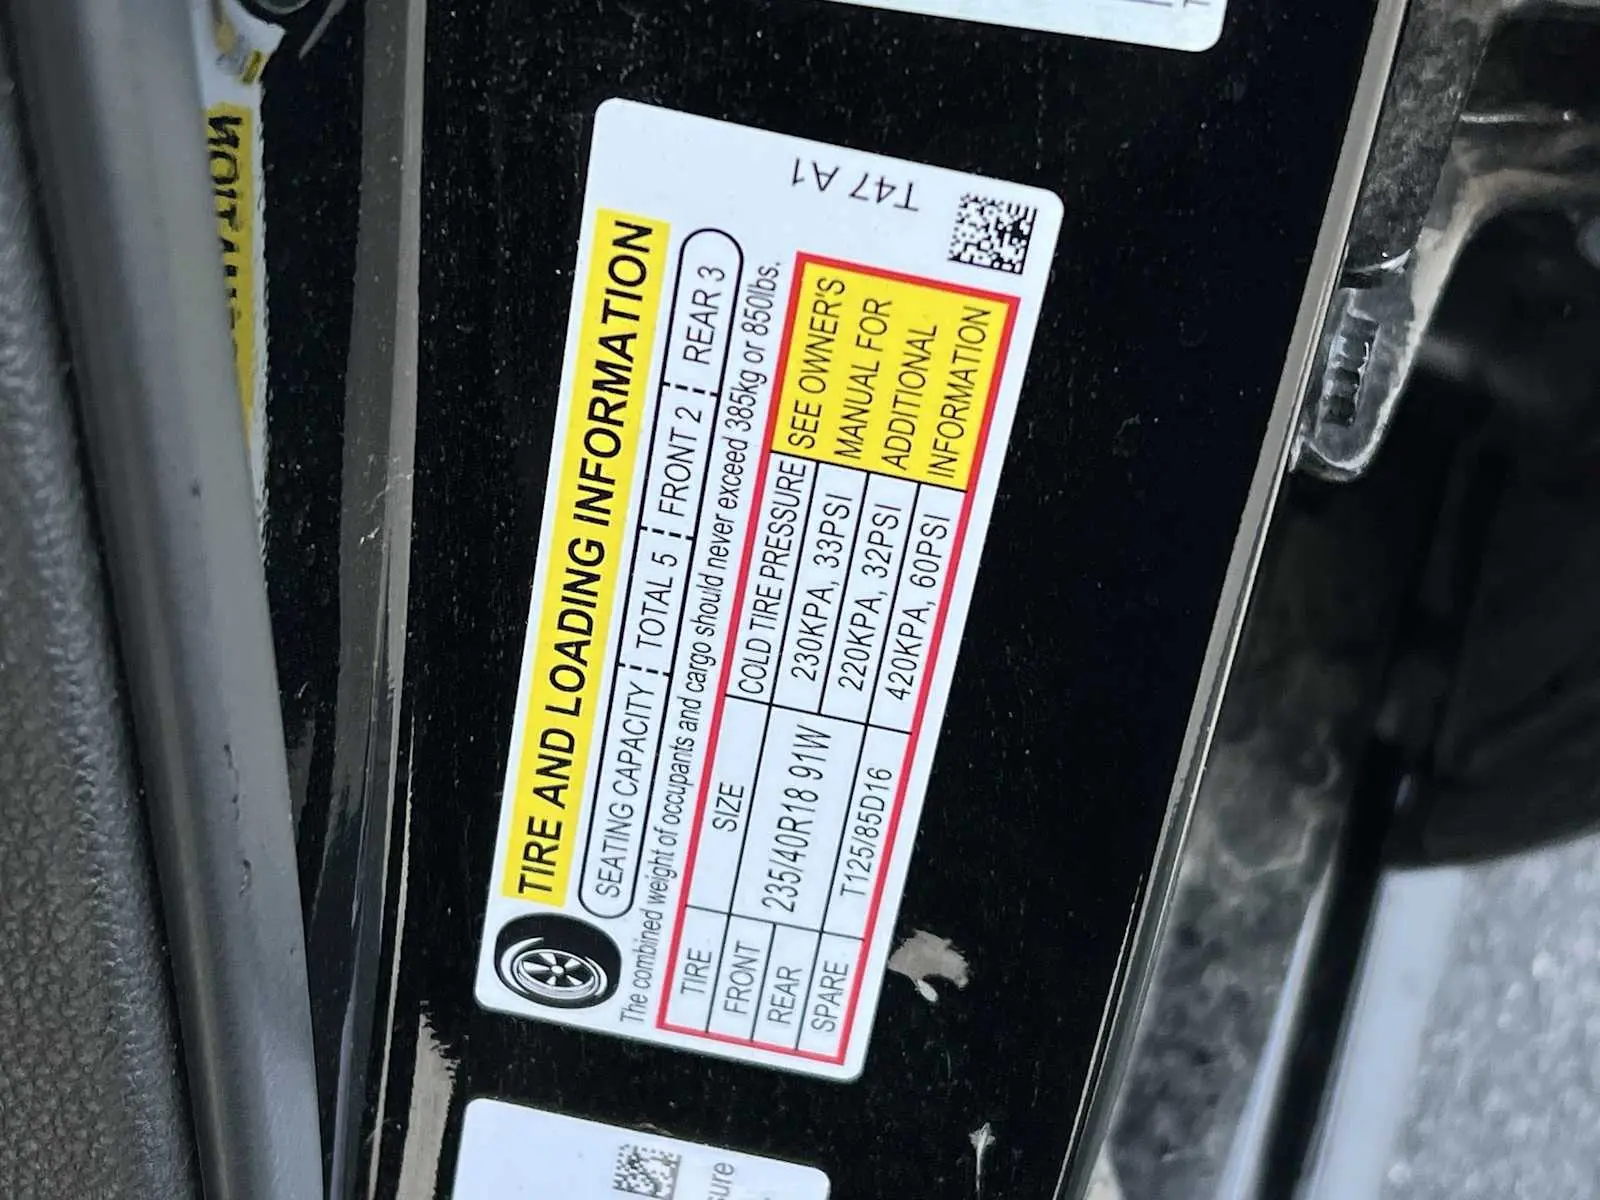 TIRE AND LOADING INFORMATION
SEATING CAPACITY TOTAL 5 FRONT 2 REAR 3
The combined weight of occupants and cargo should never exceed 385kg or 850lbs.
TIRE SIZE COLD TIRE PRESSURE SEE OWNER'S
FRONT 235/40R18 91W 230KPA, 33PSI MANUAL FOR
REAR 220KPA, 32PSI ADDITIONAL
SPARE T125/85D16 420KPA, 60PSI INFORMATION
T47 A1